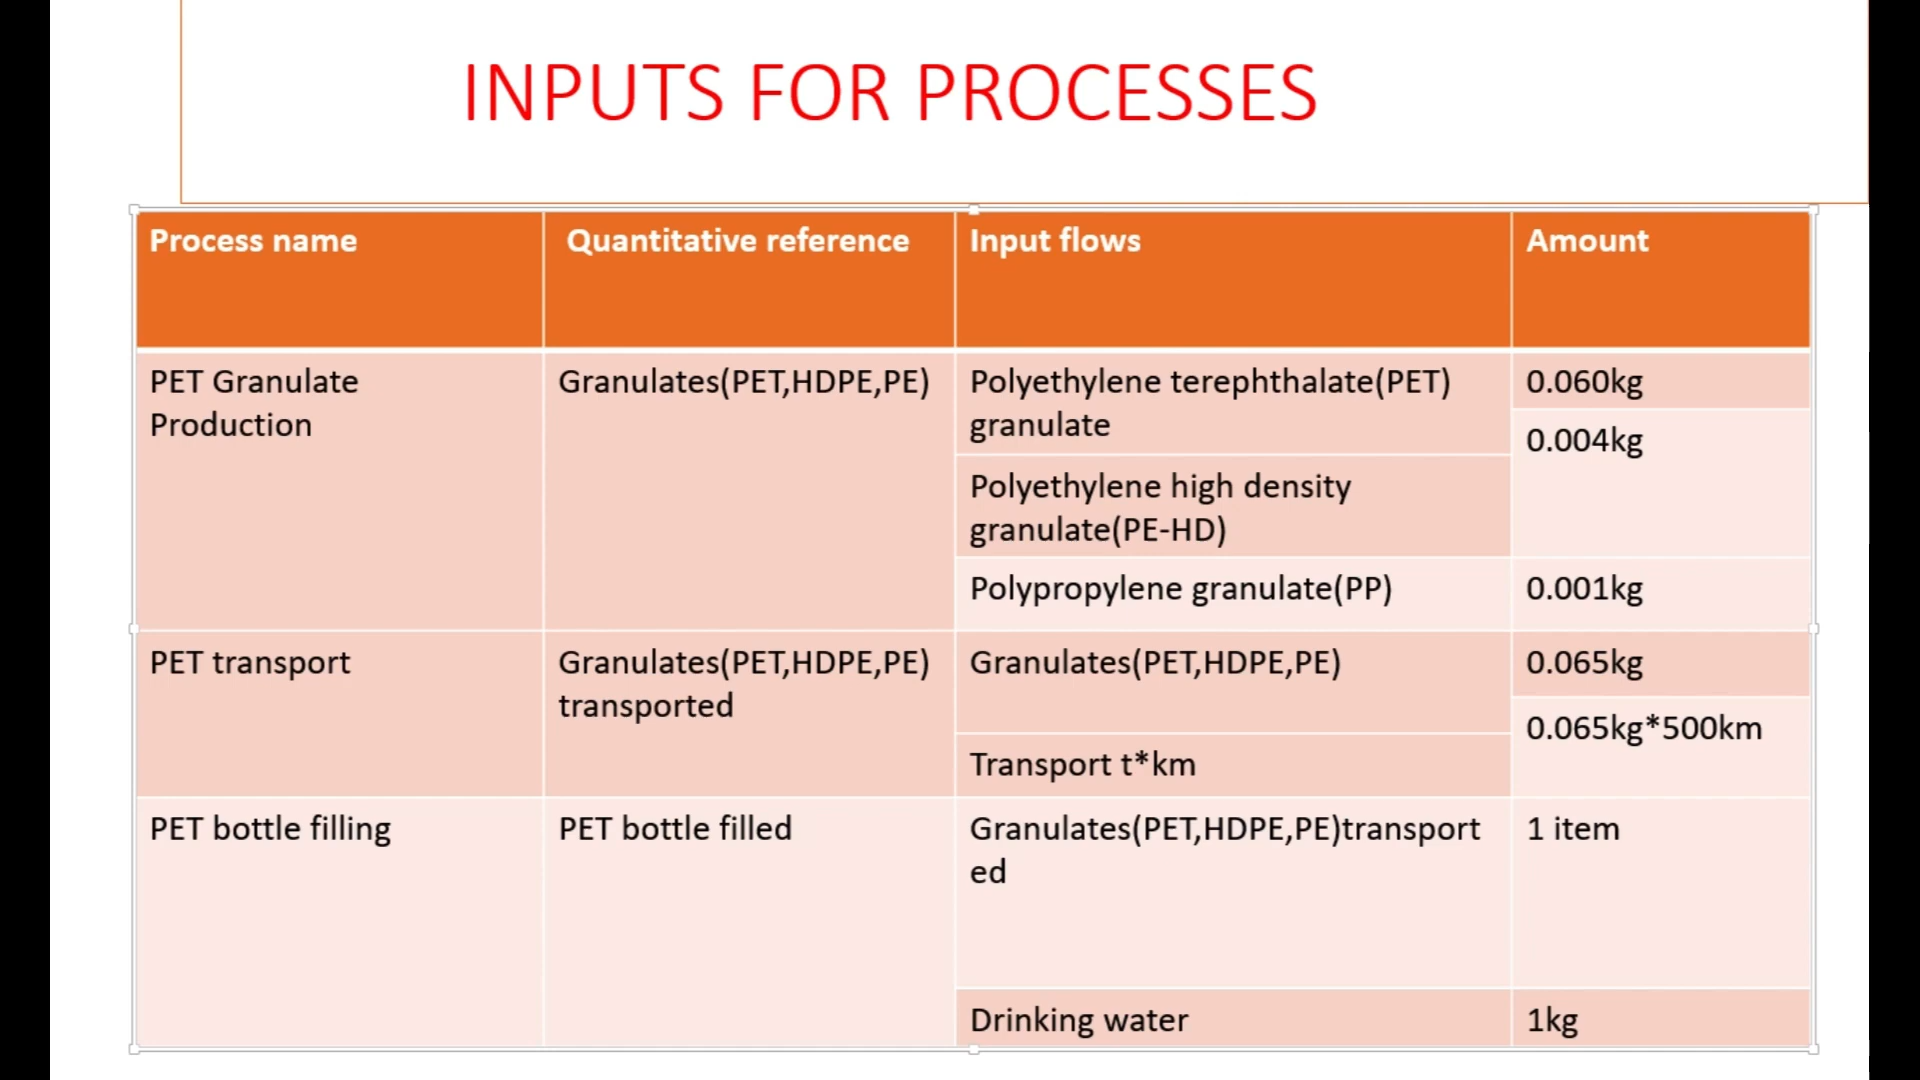 INPUTS FOR PROCESSES
Process name
Quantitative reference
Input flows
Amount
PET Granulate
Production
Granulates(PET,HDPE,PE)
Polyethylene terephthalate(PET)
granulate
0.060kg
Polyethylene high density
granulate(PE-HD)
0.004kg
Polypropylene granulate(PP)
0.001kg
PET transport
Granulates(PET,HDPE,PE)
transported
Granulates(PET,HDPE,PE)
0.065kg
Transport t*km
0.065kg*500km
PET bottle filling
PET bottle filled
Granulates(PET,HDPE,PE)transport
ed
1 item
Drinking water
1kg